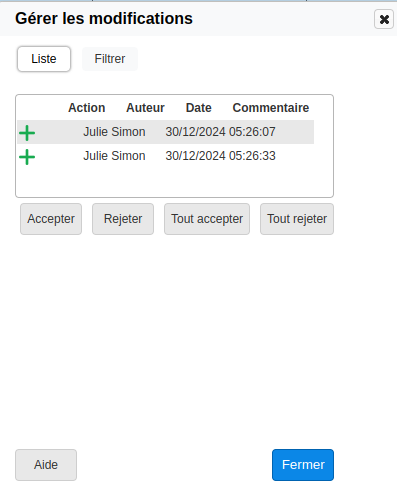 Gérer les modifications
Liste Filtrer
Action Auteur Date Commentaire
Julie Simon 30/12/2024 05:26:07
Julie Simon 30/12/2024 05:26:33
Accepter Rejeter Tout accepter Tout rejeter
Aide Fermer